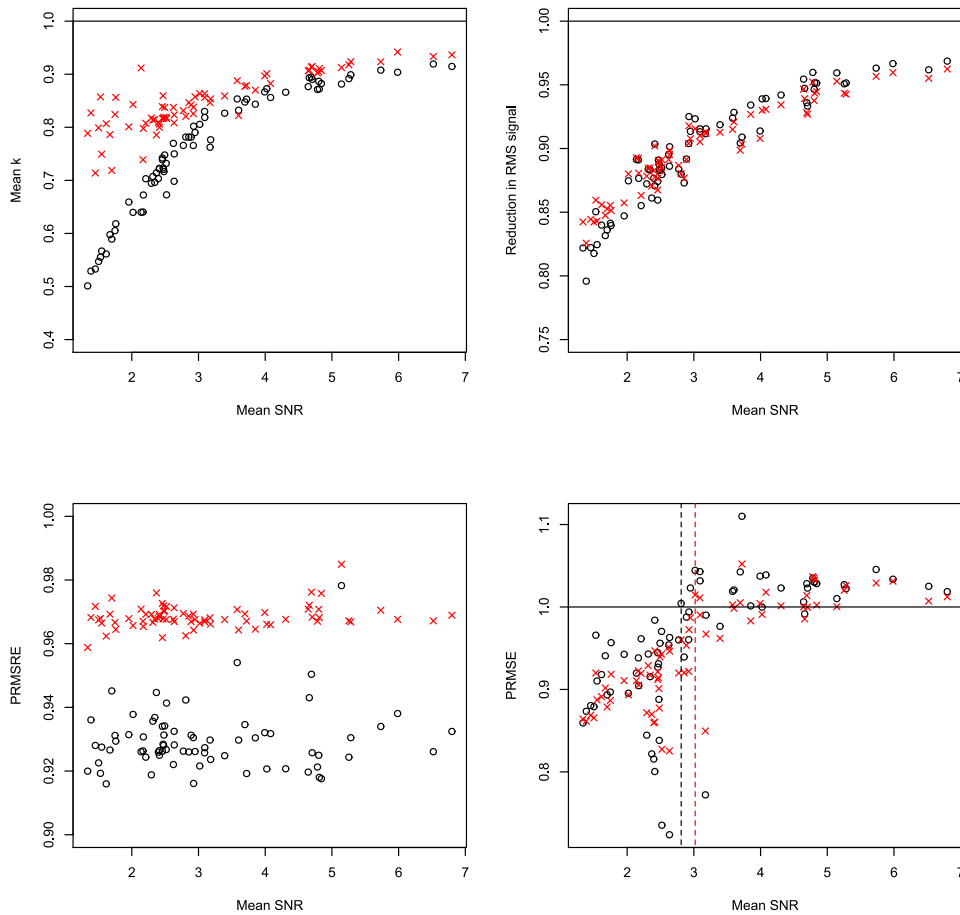 1.0
0.9
0.8
0.7
0.6
0.5
0.4
Mean k
2 3 4 5 6 7
Mean SNR
1.00
0.95
0.90
0.85
0.80
0.75
Reduction in RMS signal
2 3 4 5 6 7
Mean SNR
1.00
0.98
0.96
0.94
0.92
0.90
PRMSRE
2 3 4 5 6 7
Mean SNR
1.1
1.0
0.9
0.8
PRMSE
2 3 4 5 6 7
Mean SNR